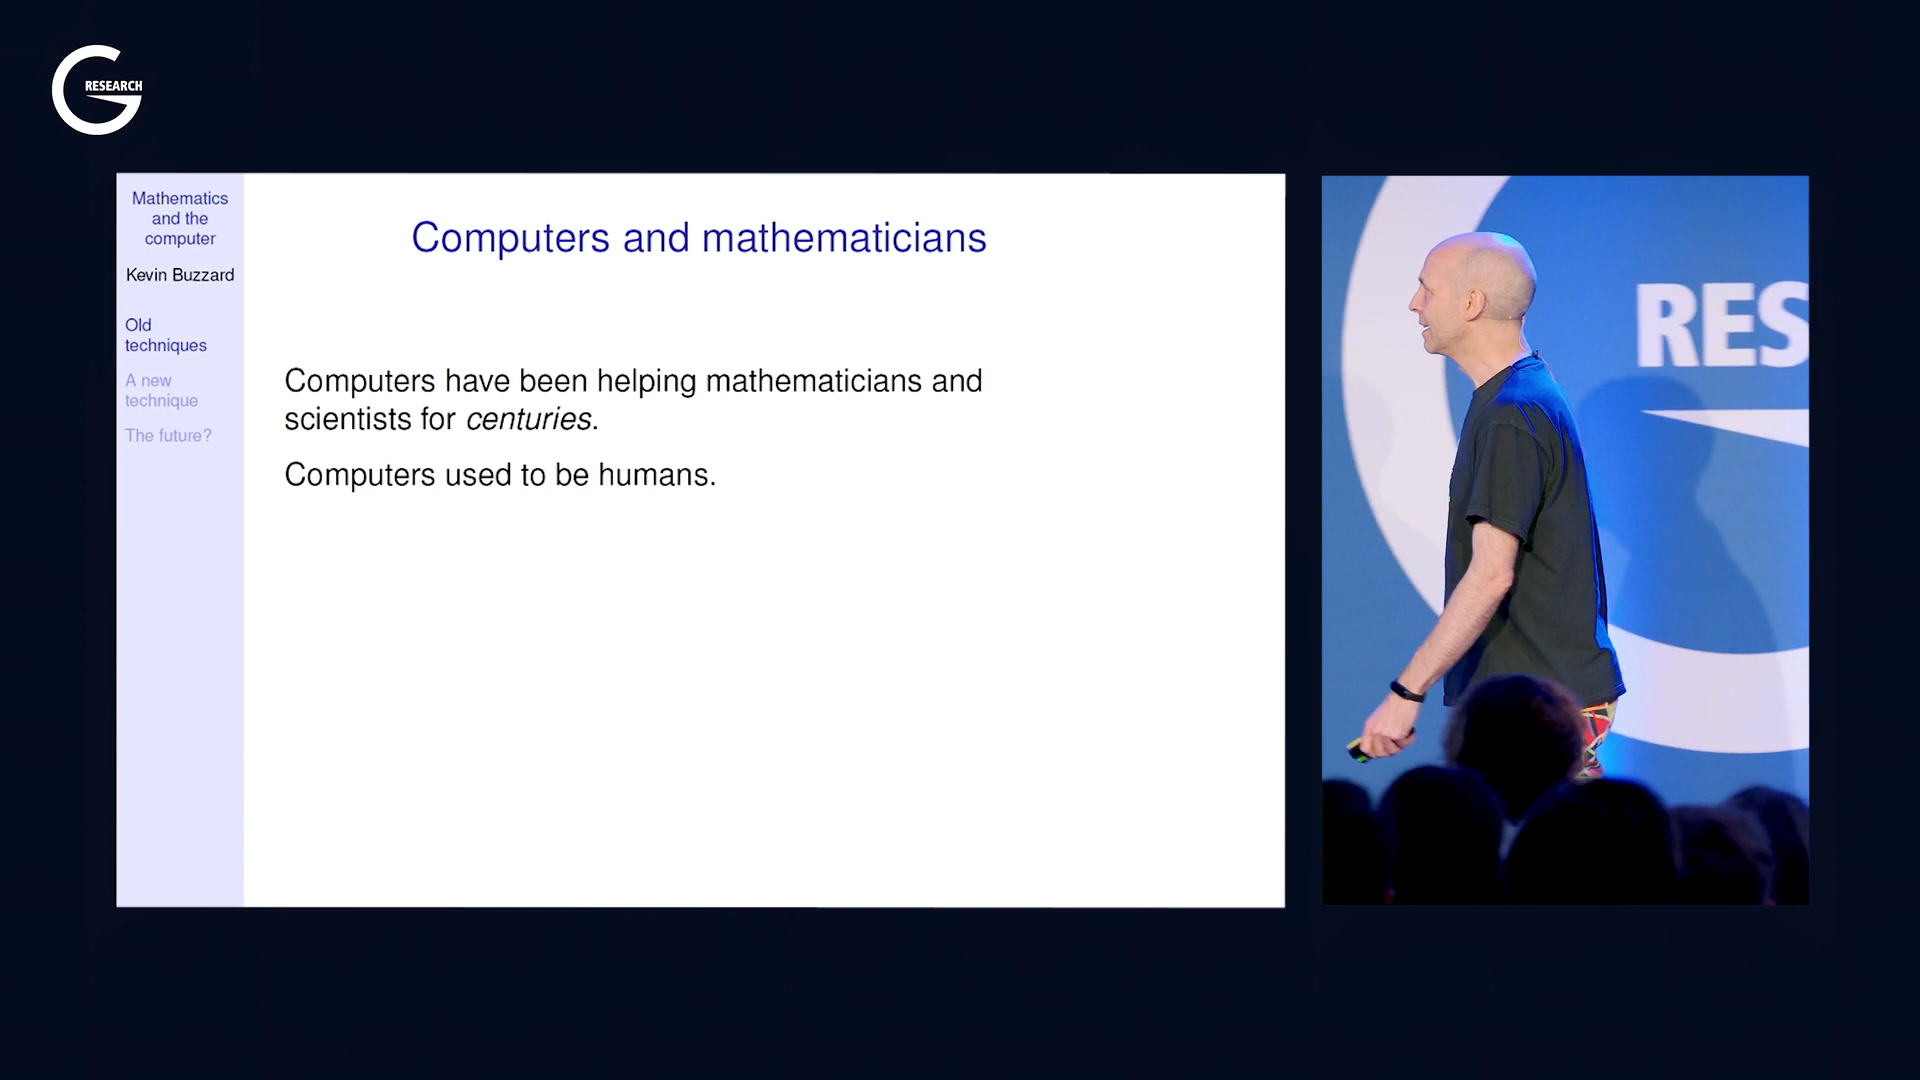 RESEARCH
Mathematics
and the
computer
Kevin Buzzard
Old
techniques
A new
technique
The future?
Computers and mathematicians
Computers have been helping mathematicians and
scientists for centuries.
Computers used to be humans.
RES